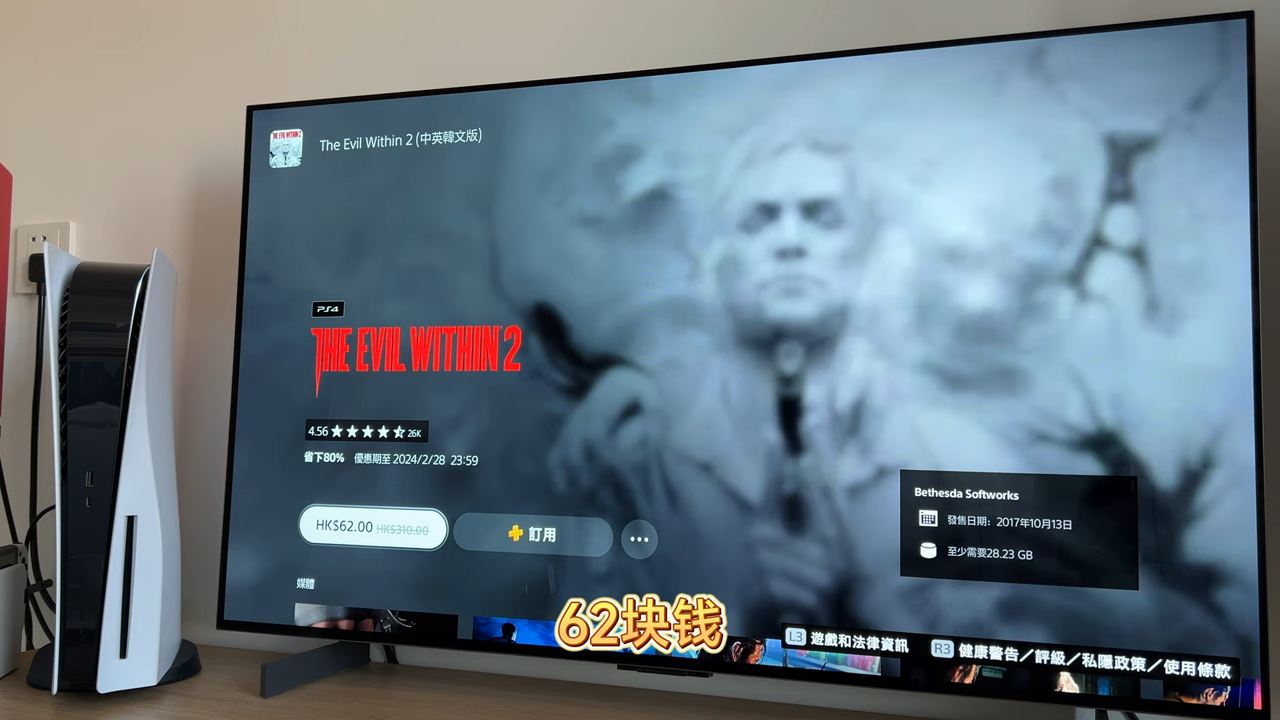 The Evil Within 2 (中英韓文版)
PS4
THE EVIL WITHIN 2
4.56 ★★★★⯪ 26K
省下80% 優惠期至 2024/2/28 23:59
HK$62.00 HK$310.00
訂用
Bethesda Softworks
發售日期：2017年10月13日
至少需要28.23 GB
媒體
62块钱
L3 遊戲和法律資訊 R3 健康警告／評級／私隱政策／使用條款